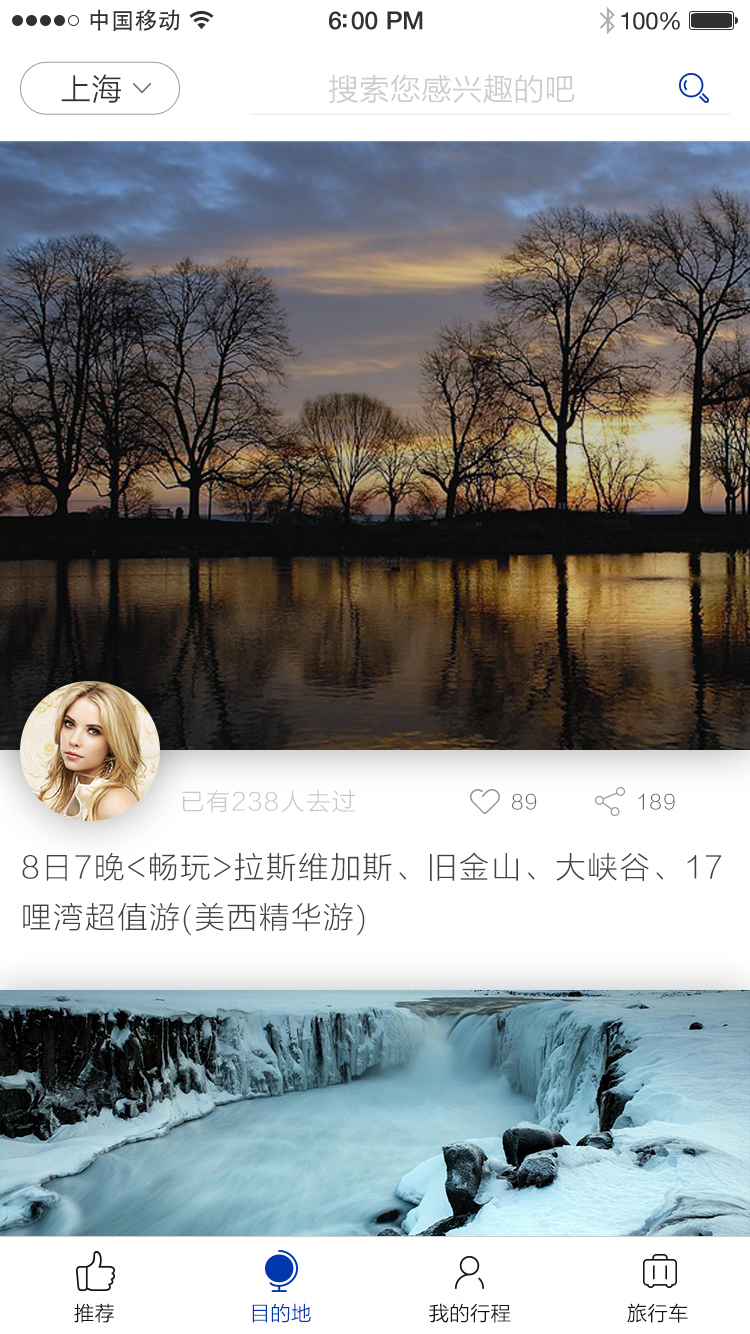 中国移动 6:00 PM 100%
上海 搜索您感兴趣的吧
已有238人去过 89 189
8日7晚<畅玩>拉斯维加斯、旧金山、大峡谷、17
哩湾超值游(美西精华游)
推荐 目的地 我的行程 旅行车